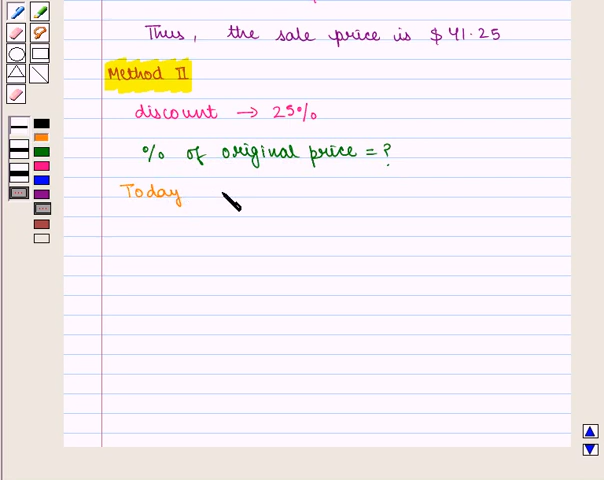 Thus, the sale price is $ 41.25
Method II
discount → 25%
% of original price = ?
Today